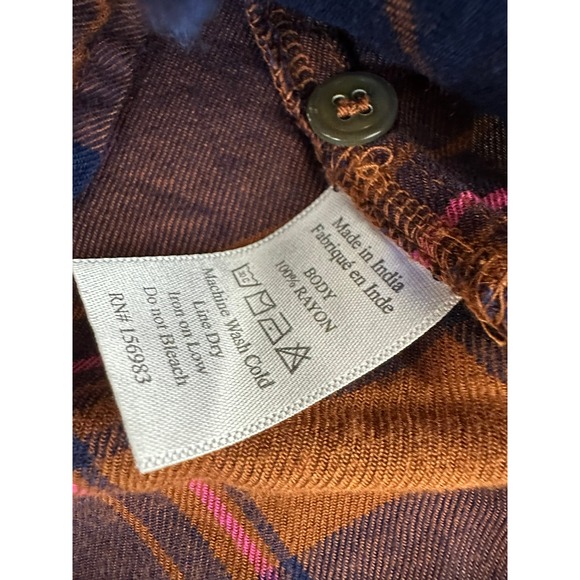 Made in India
Fabriqué en Inde
BODY
100% RAYON
Machine Wash Cold
Line Dry
Iron on Low
Do not Bleach
RN# 156983